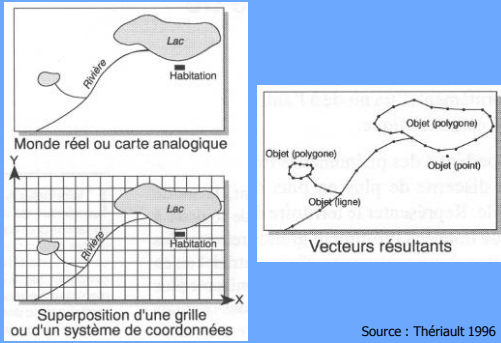 Lac
Rivière
Habitation
Monde réel ou carte analogique
Y
Lac
Rivière
Habitation
X
Superposition d'une grille
ou d'un système de coordonnées
Objet (polygone)
Objet (polygone)
Objet (point)
Objet (ligne)
Vecteurs résultants
Source : Thériault 1996